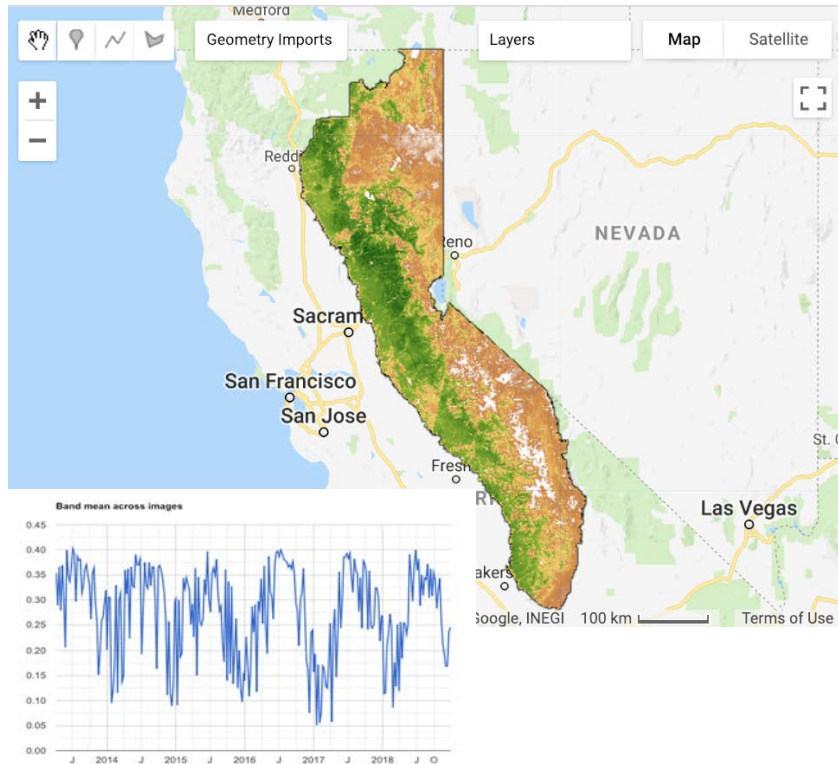 Medford
Geometry Imports
Layers
Map
Satellite
+
−
Reddi
Reno
NEVADA
Sacram
San Francisco
San Jose
St. G
Fresn
Las Vegas
akers
Google, INEGI
100 km
Terms of Use
Band mean across images
0.45
0.40
0.35
0.30
0.25
0.20
0.15
0.10
0.05
0.00
J 2014 J 2015 J 2016 J 2017 J 2018 J O